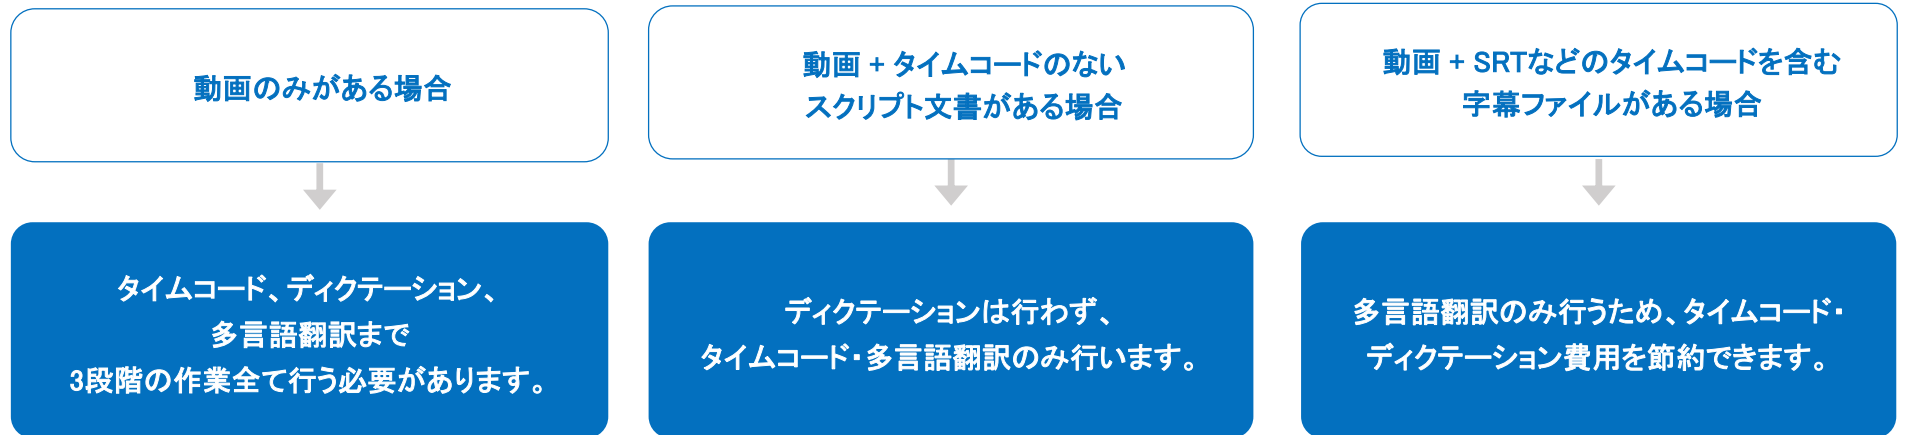 動画のみがある場合
タイムコード、ディクテーション、
多言語翻訳まで
3段階の作業全て行う必要があります。
動画 + タイムコードのない
スクリプト文書がある場合
ディクテーションは行わず、
タイムコード・多言語翻訳のみ行います。
動画 + SRTなどのタイムコードを含む
字幕ファイルがある場合
多言語翻訳のみ行うため、タイムコード・
ディクテーション費用を節約できます。